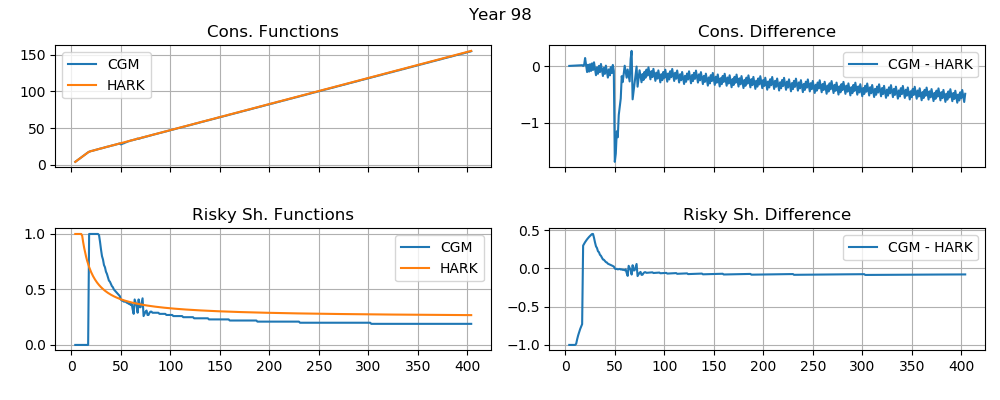 Year 98
Cons. Functions
150
100
50
0
CGM
HARK
Cons. Difference
0
−1
CGM - HARK
Risky Sh. Functions
1.0
0.5
0.0
CGM
HARK
0 50 100 150 200 250 300 350 400
Risky Sh. Difference
0.5
0.0
−0.5
−1.0
CGM - HARK
0 50 100 150 200 250 300 350 400